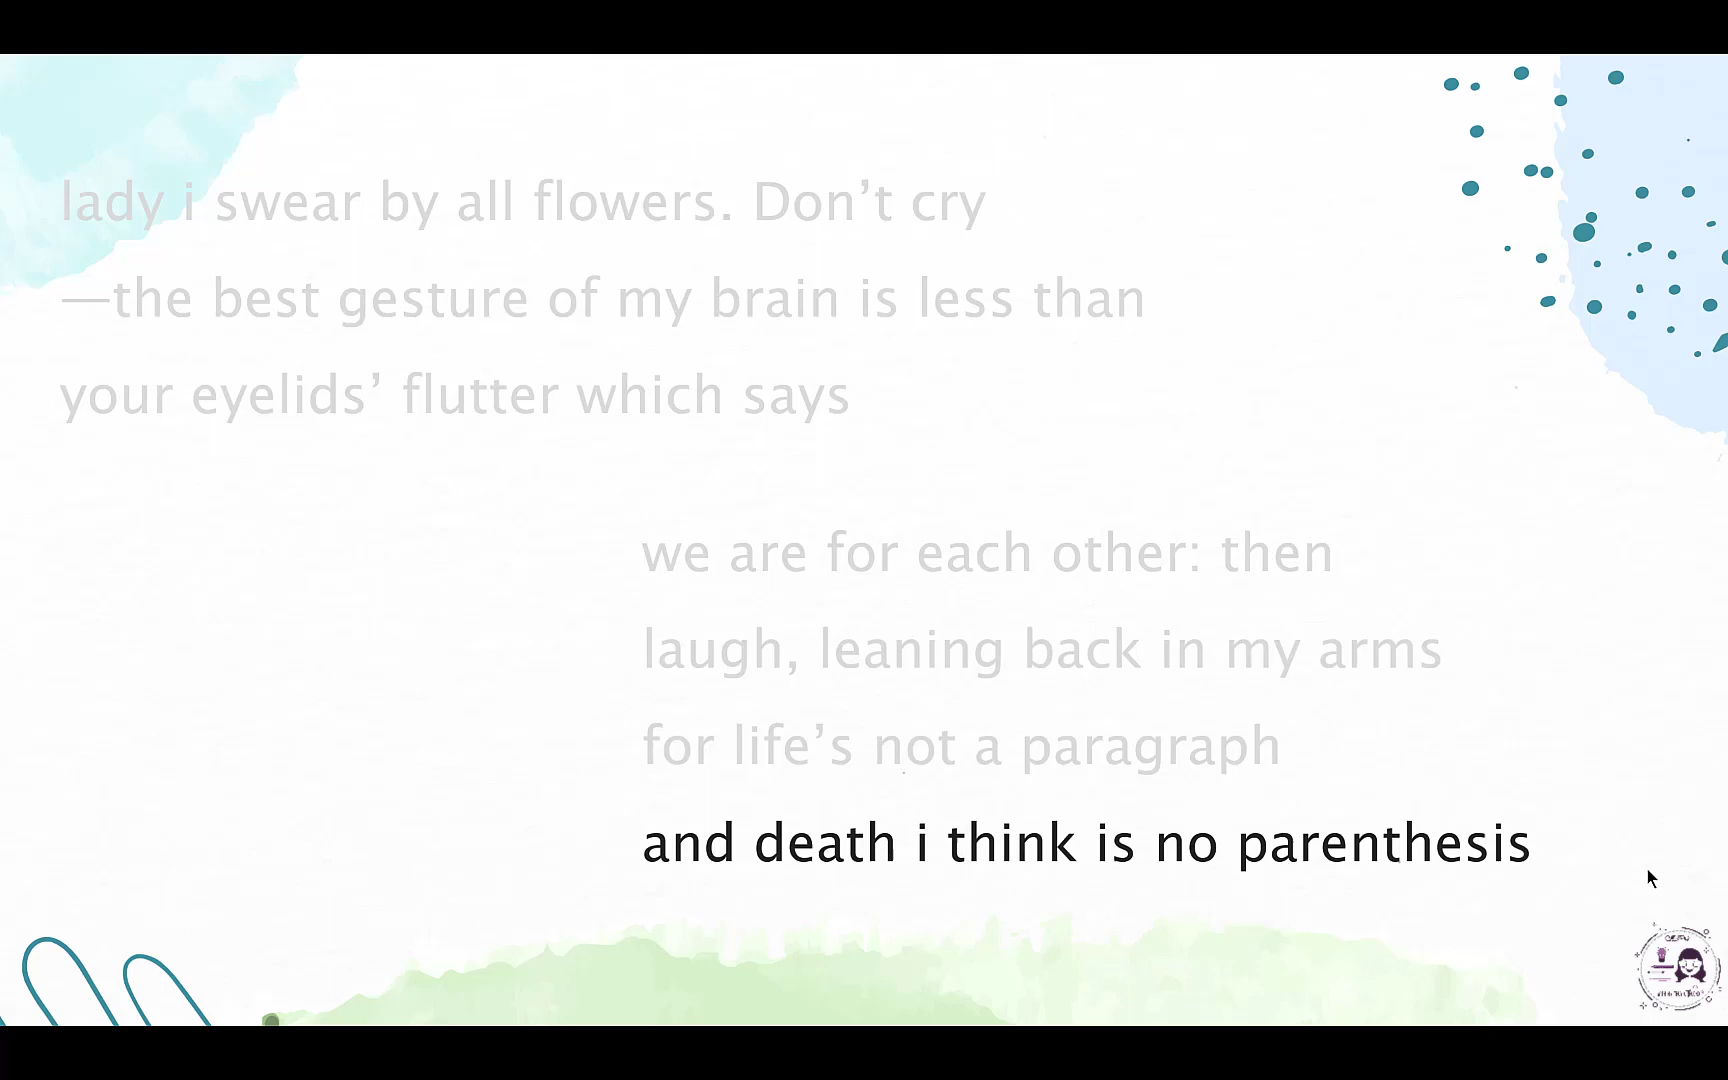 lady i swear by all flowers. Don’t cry
—the best gesture of my brain is less than
your eyelids’ flutter which says
we are for each other: then
laugh, leaning back in my arms
for life’s not a paragraph
and death i think is no parenthesis